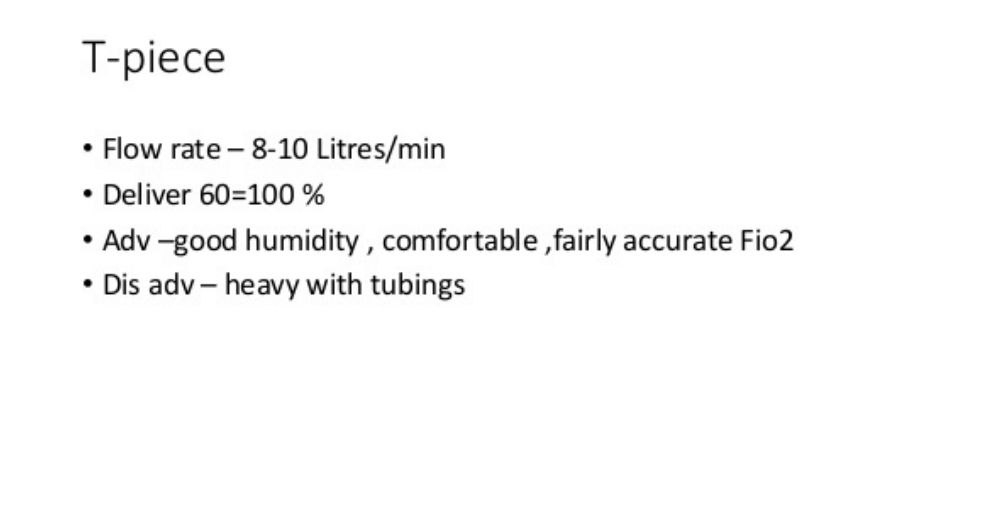 T-piece
• Flow rate – 8-10 Litres/min
• Deliver 60=100 %
• Adv –good humidity , comfortable ,fairly accurate Fio2
• Dis adv – heavy with tubings